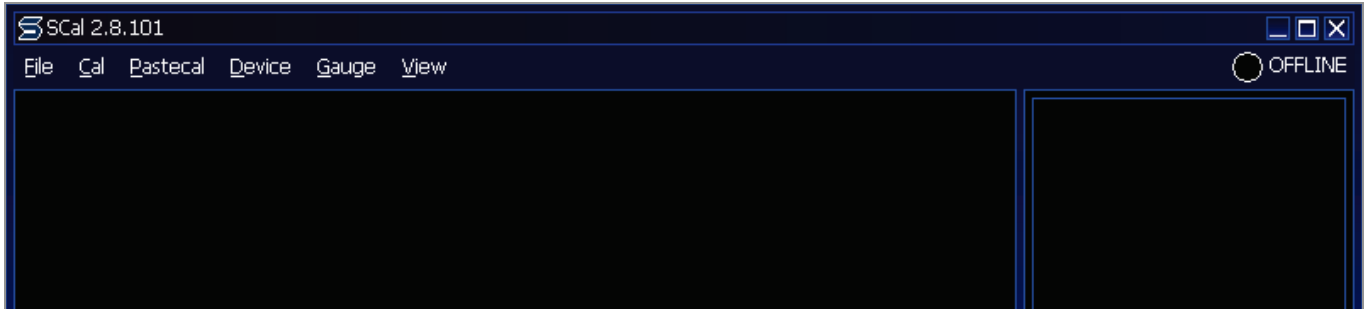 SCal 2.8.101
File Cal Pastecal Device Gauge View OFFLINE